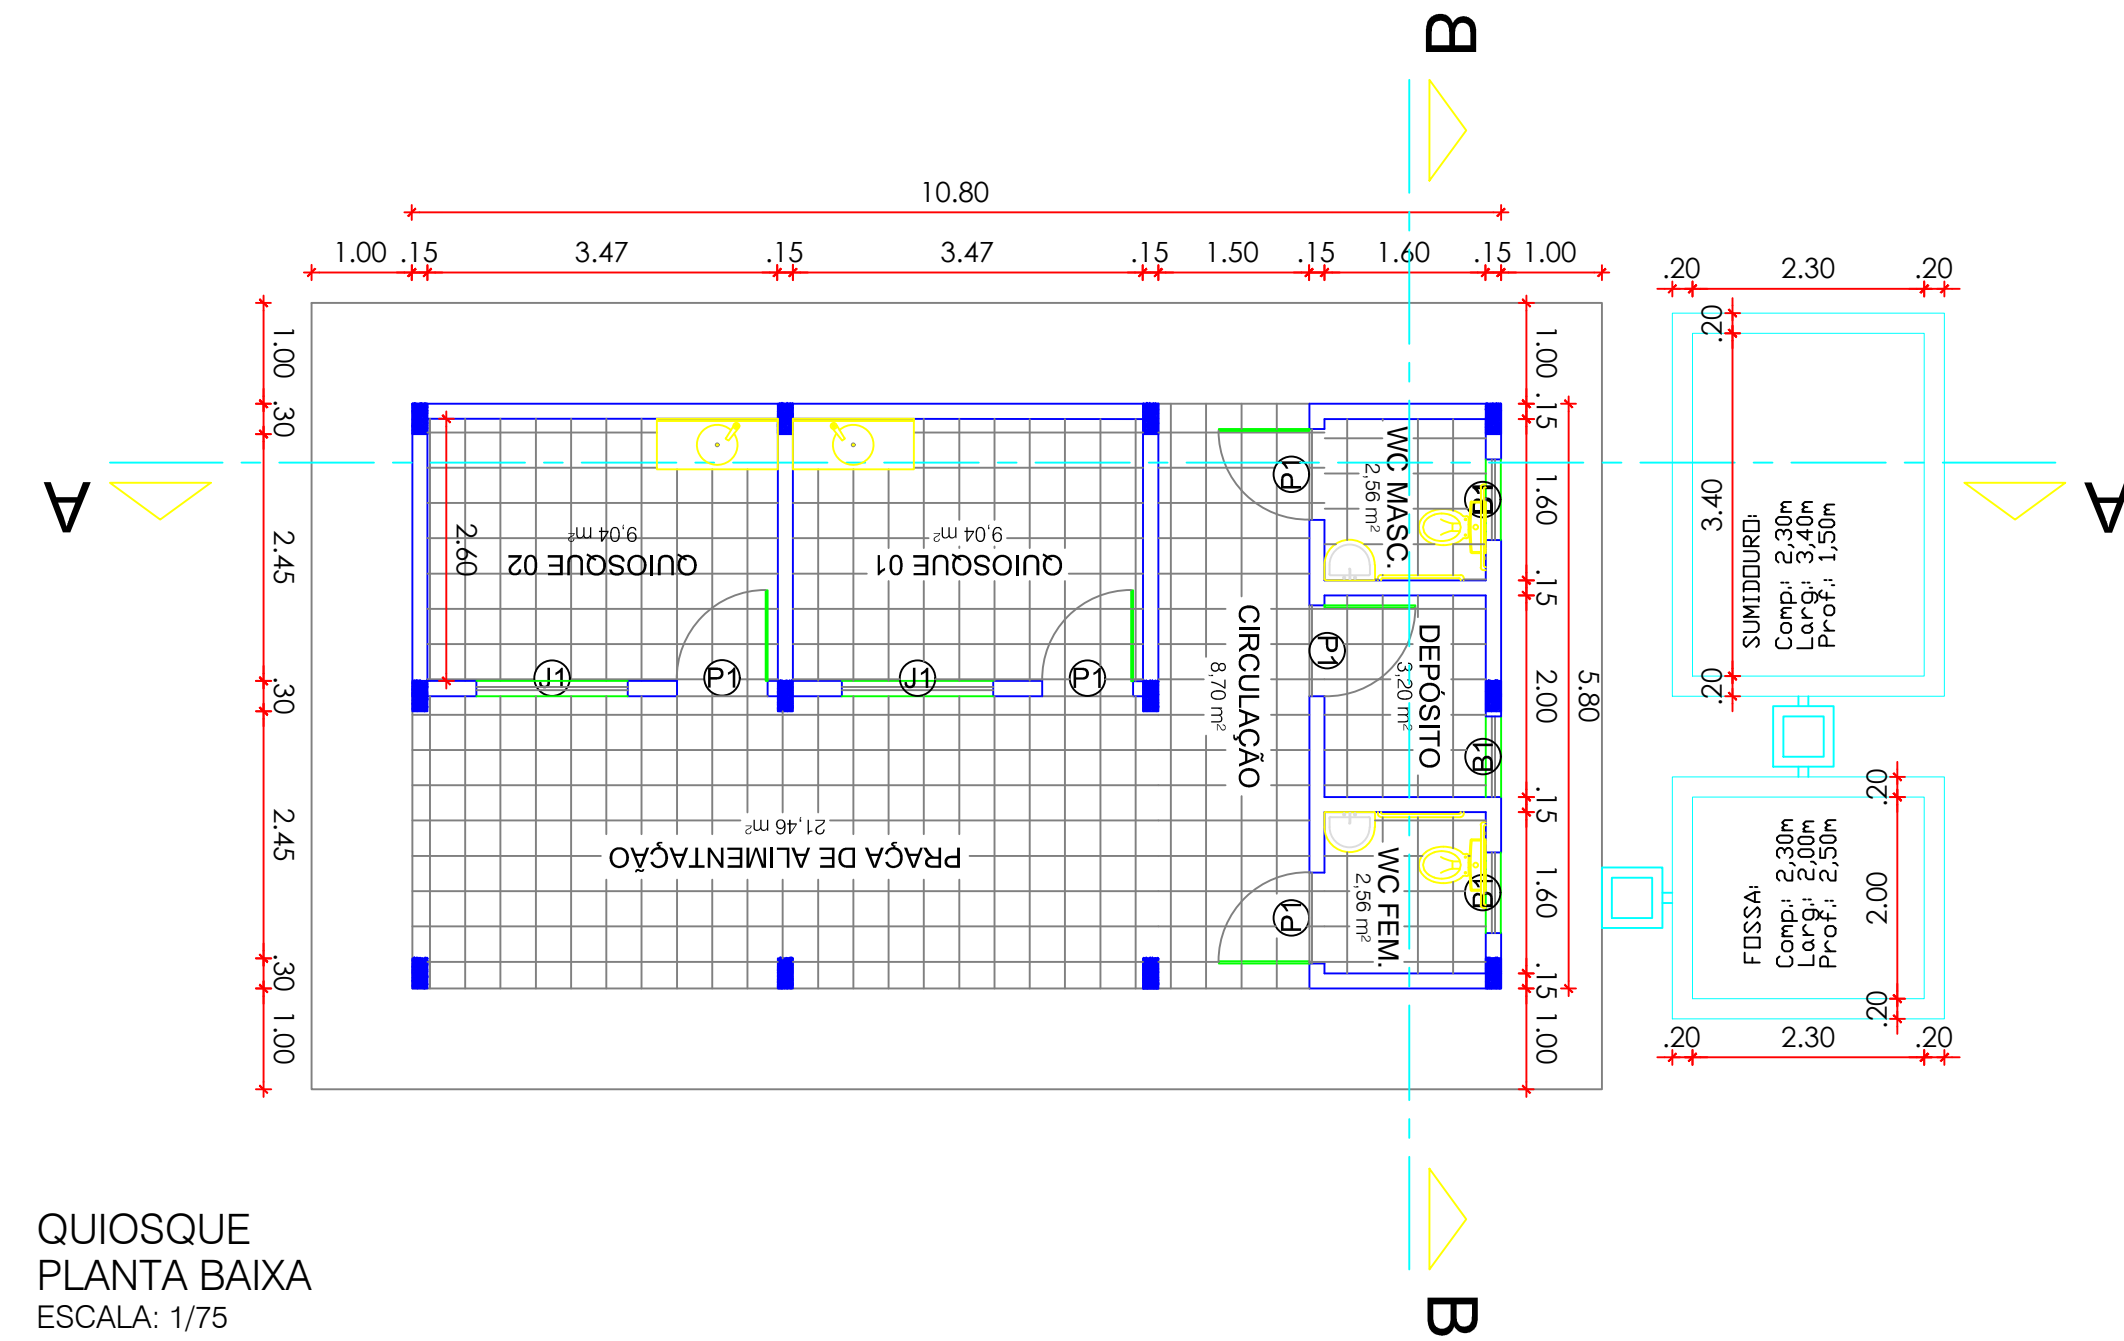 B
10.80
1.00 .15 3.47 .15 3.47 .15 1.50 .15 1.60 .15 1.00
.20 2.30 .20
1.00
.30
2.45
.30
2.45
.30
1.00
A
A
2.60
QUIOSQUE 02
9,04 m²
QUIOSQUE 01
9,04 m²
J1
P1
J1
P1
PRAÇA DE ALIMENTAÇÃO
21,46 m²
CIRCULAÇÃO
8,70 m²
P1
WC MASC.
2,56 m²
B1
P1
DEPÓSITO
3,20 m²
B1
P1
WC FEM.
2,56 m²
B1
1.00
.15
1.60
.15
2.00
.15
1.60
.15
1.00
5.80
.20
3.40
.20
SUMIDOURO:
Comp.: 2,30m
Larg.: 3,40m
Prof.: 1,50m
.20
2.00
.20
FOSSA:
Comp.: 2,30m
Larg.: 2,00m
Prof.: 2,50m
.20 2.30 .20
B
QUIOSQUE
PLANTA BAIXA
ESCALA: 1/75